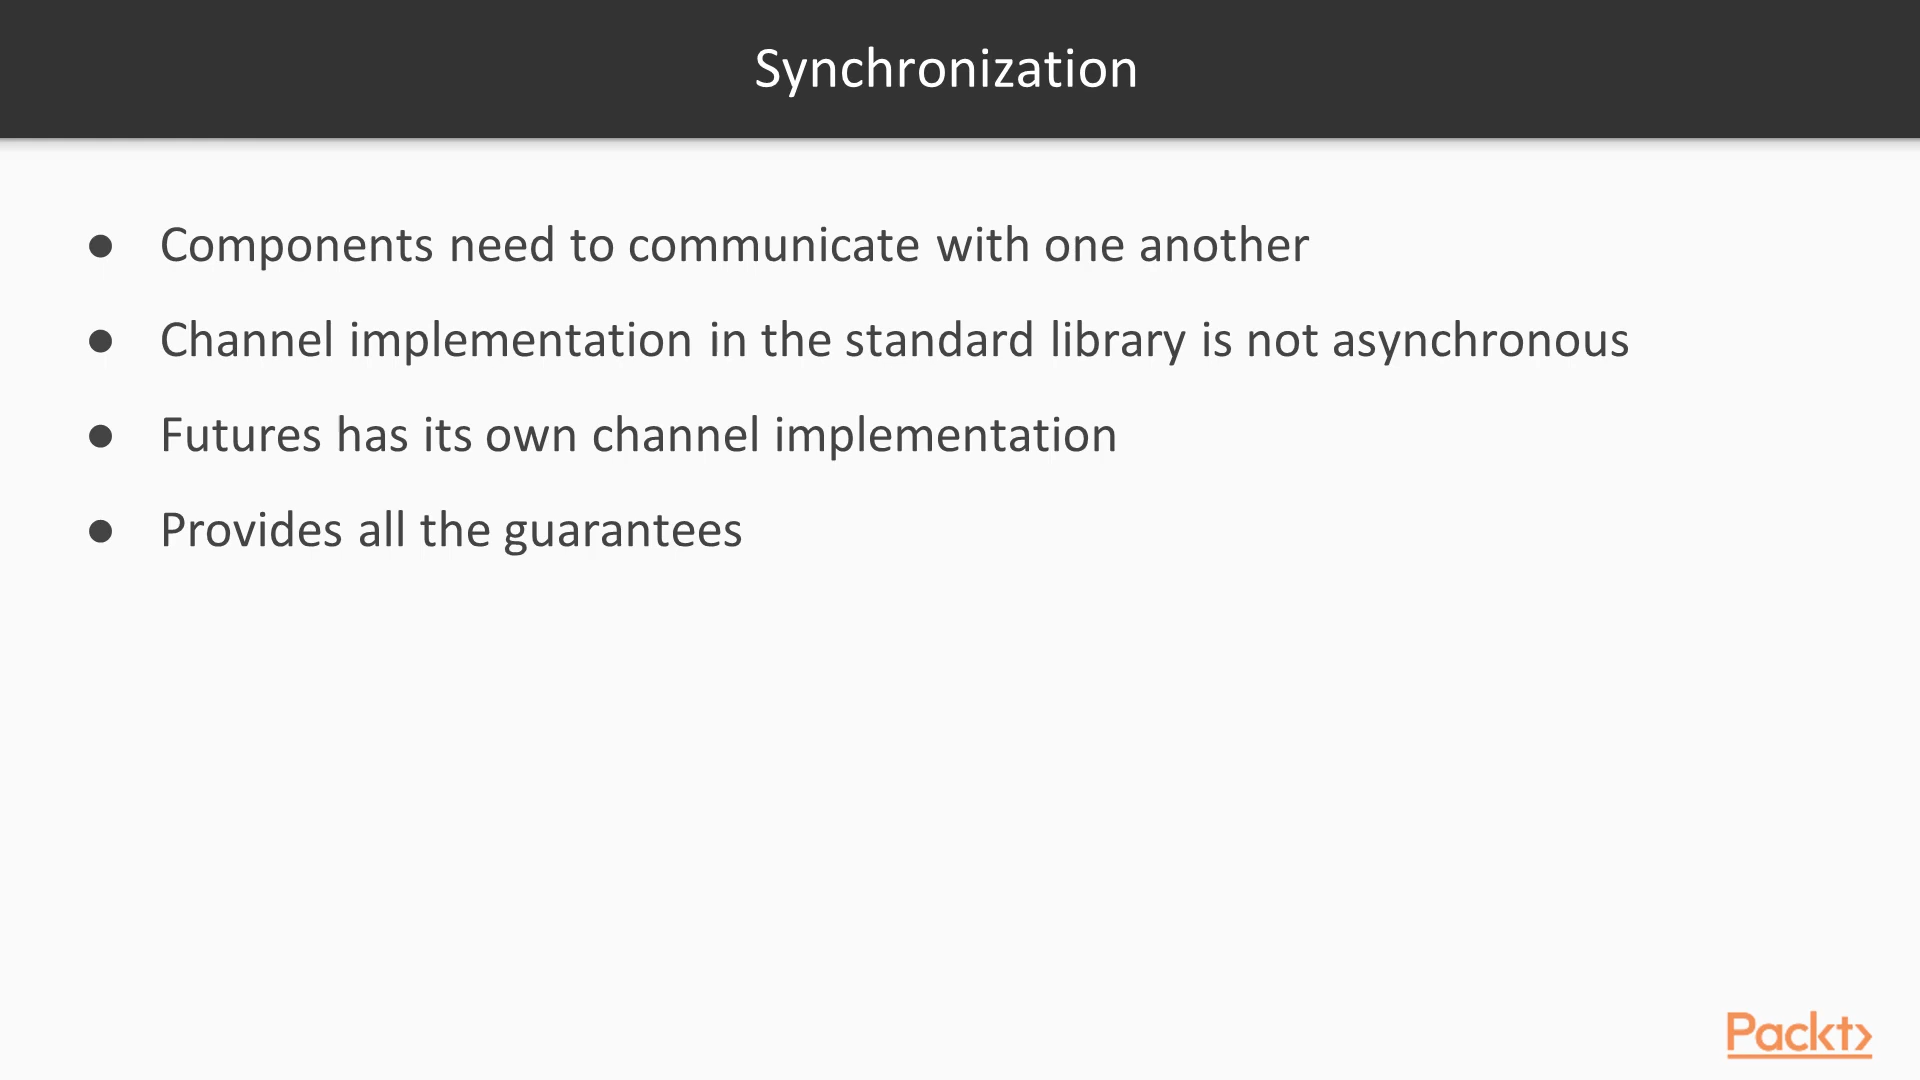 Synchronization
● Components need to communicate with one another
● Channel implementation in the standard library is not asynchronous
● Futures has its own channel implementation
● Provides all the guarantees
Packt>